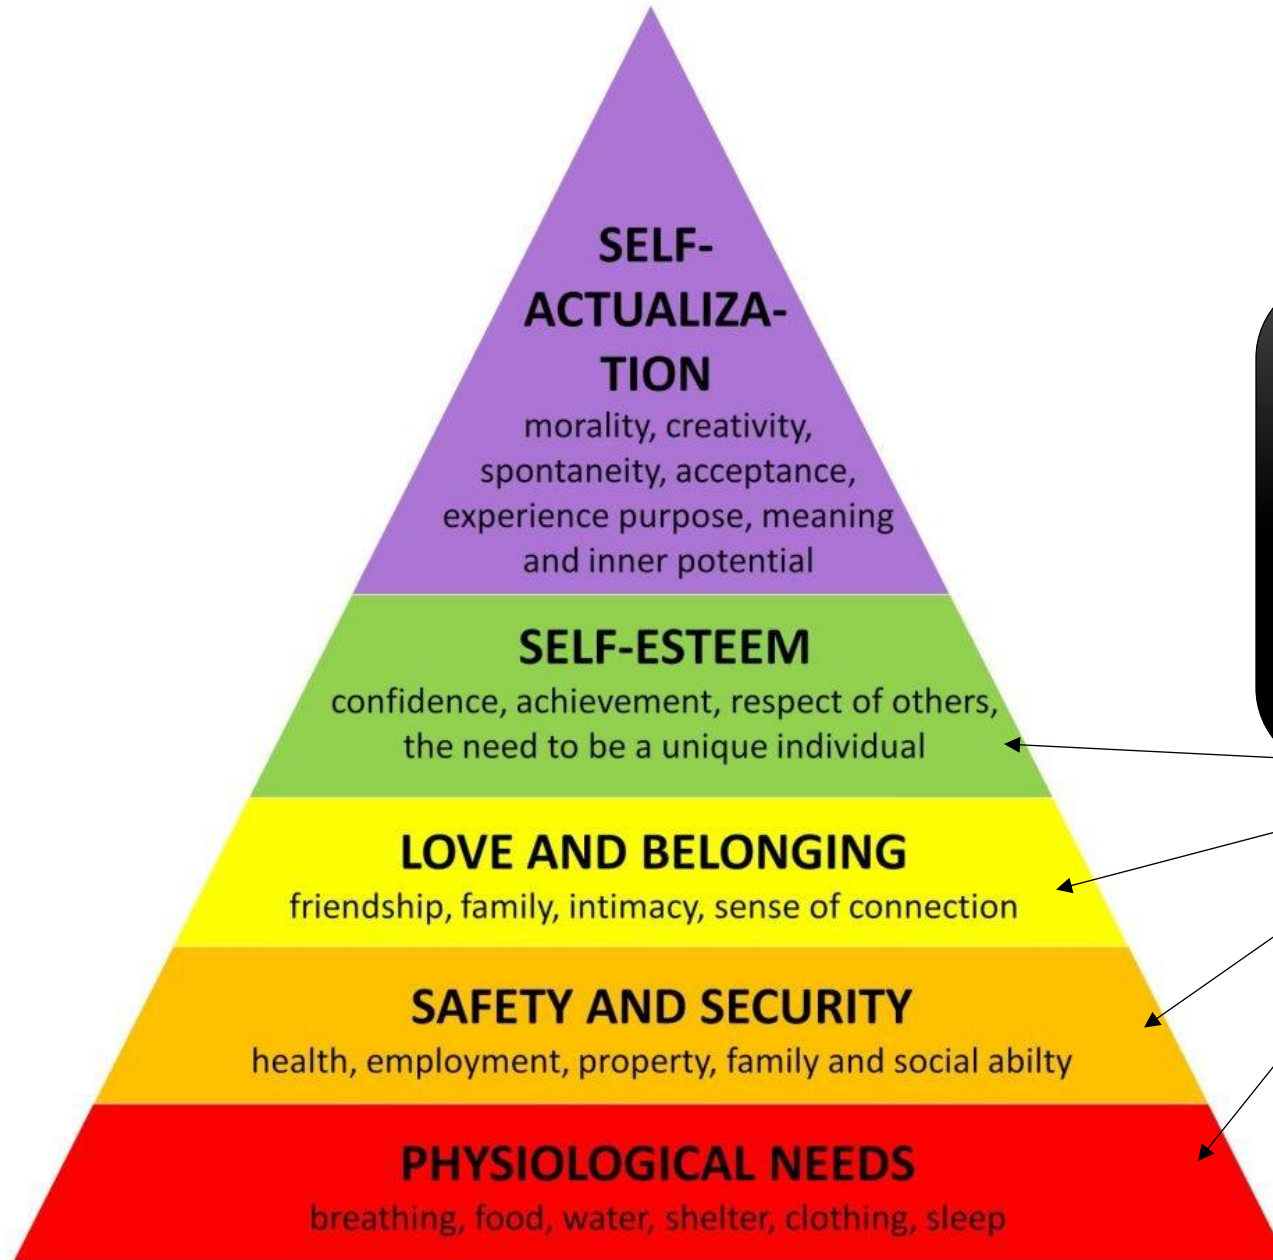 SELF-
ACTUALIZA-
TION
morality, creativity,
spontaneity, acceptance,
experience purpose, meaning
and inner potential
SELF-ESTEEM
confidence, achievement, respect of others,
the need to be a unique individual
LOVE AND BELONGING
friendship, family, intimacy, sense of connection
SAFETY AND SECURITY
health, employment, property, family and social abilty
PHYSIOLOGICAL NEEDS
breathing, food, water, shelter, clothing, sleep